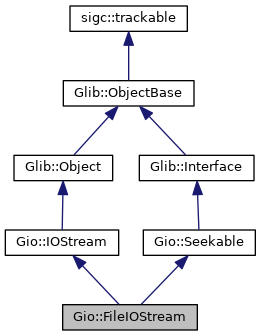 sigc::trackable
Glib::ObjectBase
Glib::Object
Glib::Interface
Gio::IOStream
Gio::Seekable
Gio::FileIOStream